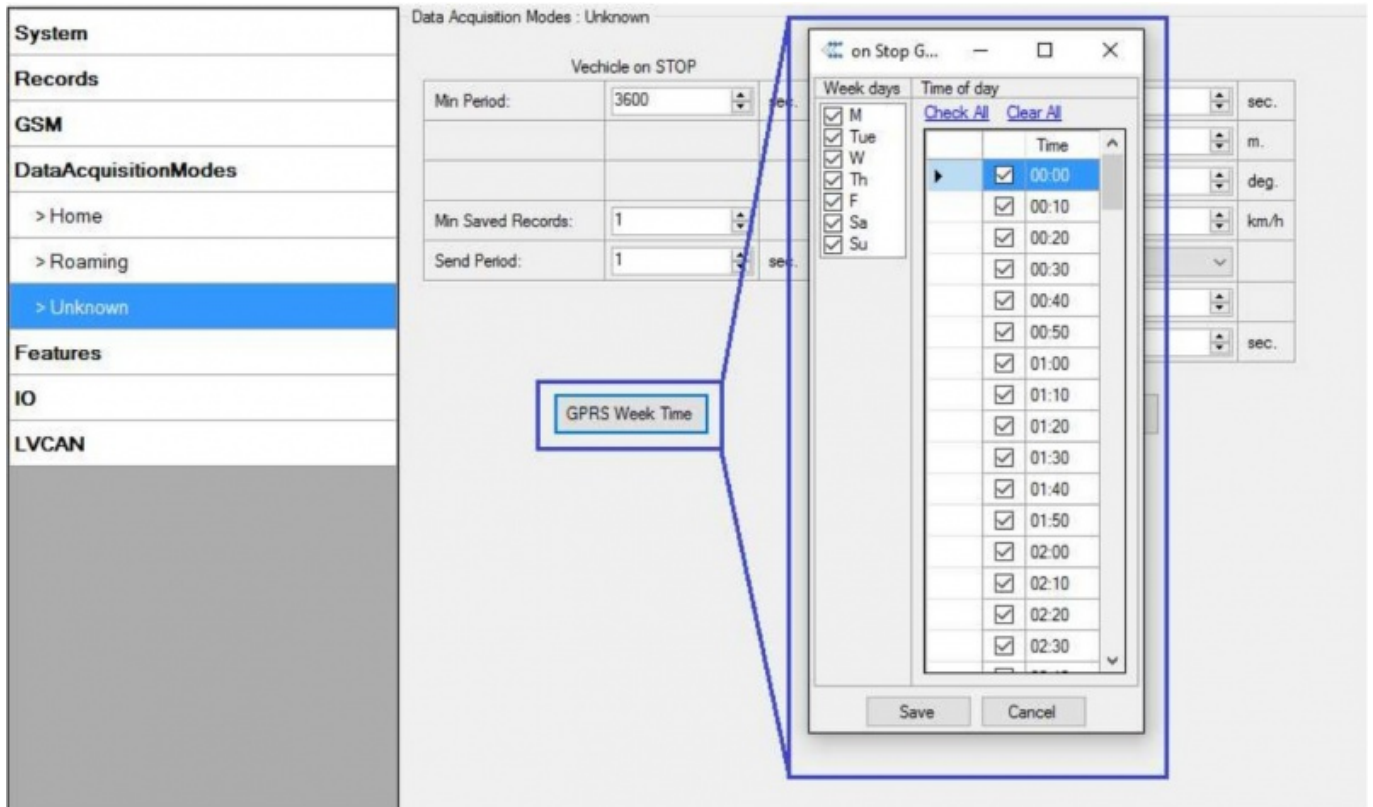 System
Records
GSM
DataAcquisitionModes
> Home
> Roaming
> Unknown
Features
IO
LVCAN
Data Acquisition Modes : Unknown
Vechicle on STOP
Min Period: 3600 sec.
Min Saved Records: 1
Send Period: 1 sec.
GPRS Week Time
sec.
m.
deg.
km/h
sec.
on Stop G...
Week days
M
Tue
W
Th
F
Sa
Su
Time of day
Check All Clear All
Time
00:00
00:10
00:20
00:30
00:40
00:50
01:00
01:10
01:20
01:30
01:40
01:50
02:00
02:10
02:20
02:30
Save Cancel